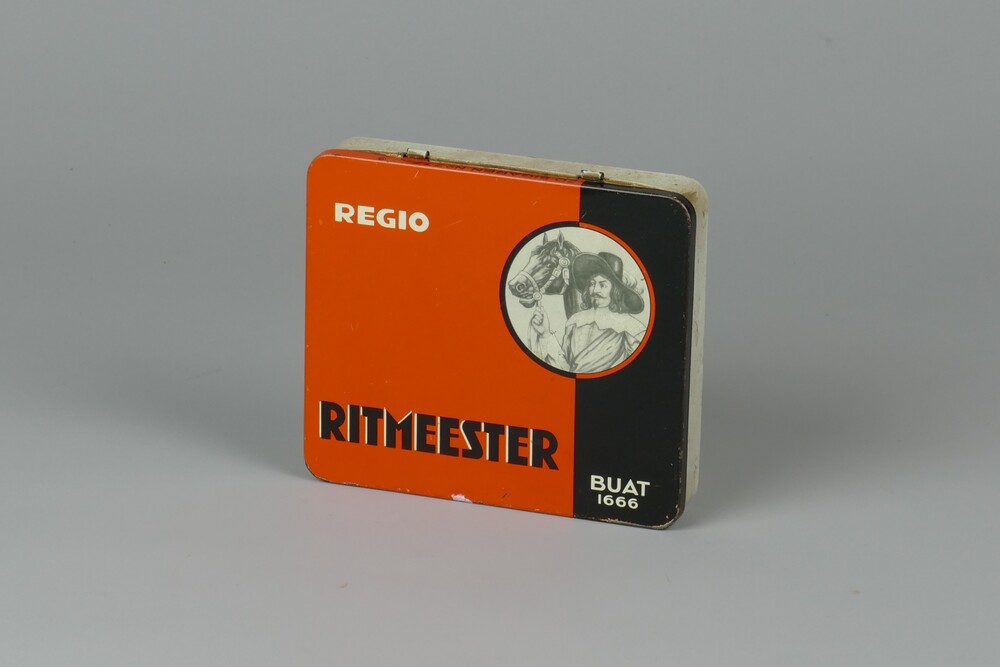 REGIO
RITMEESTER
BUAT
1666